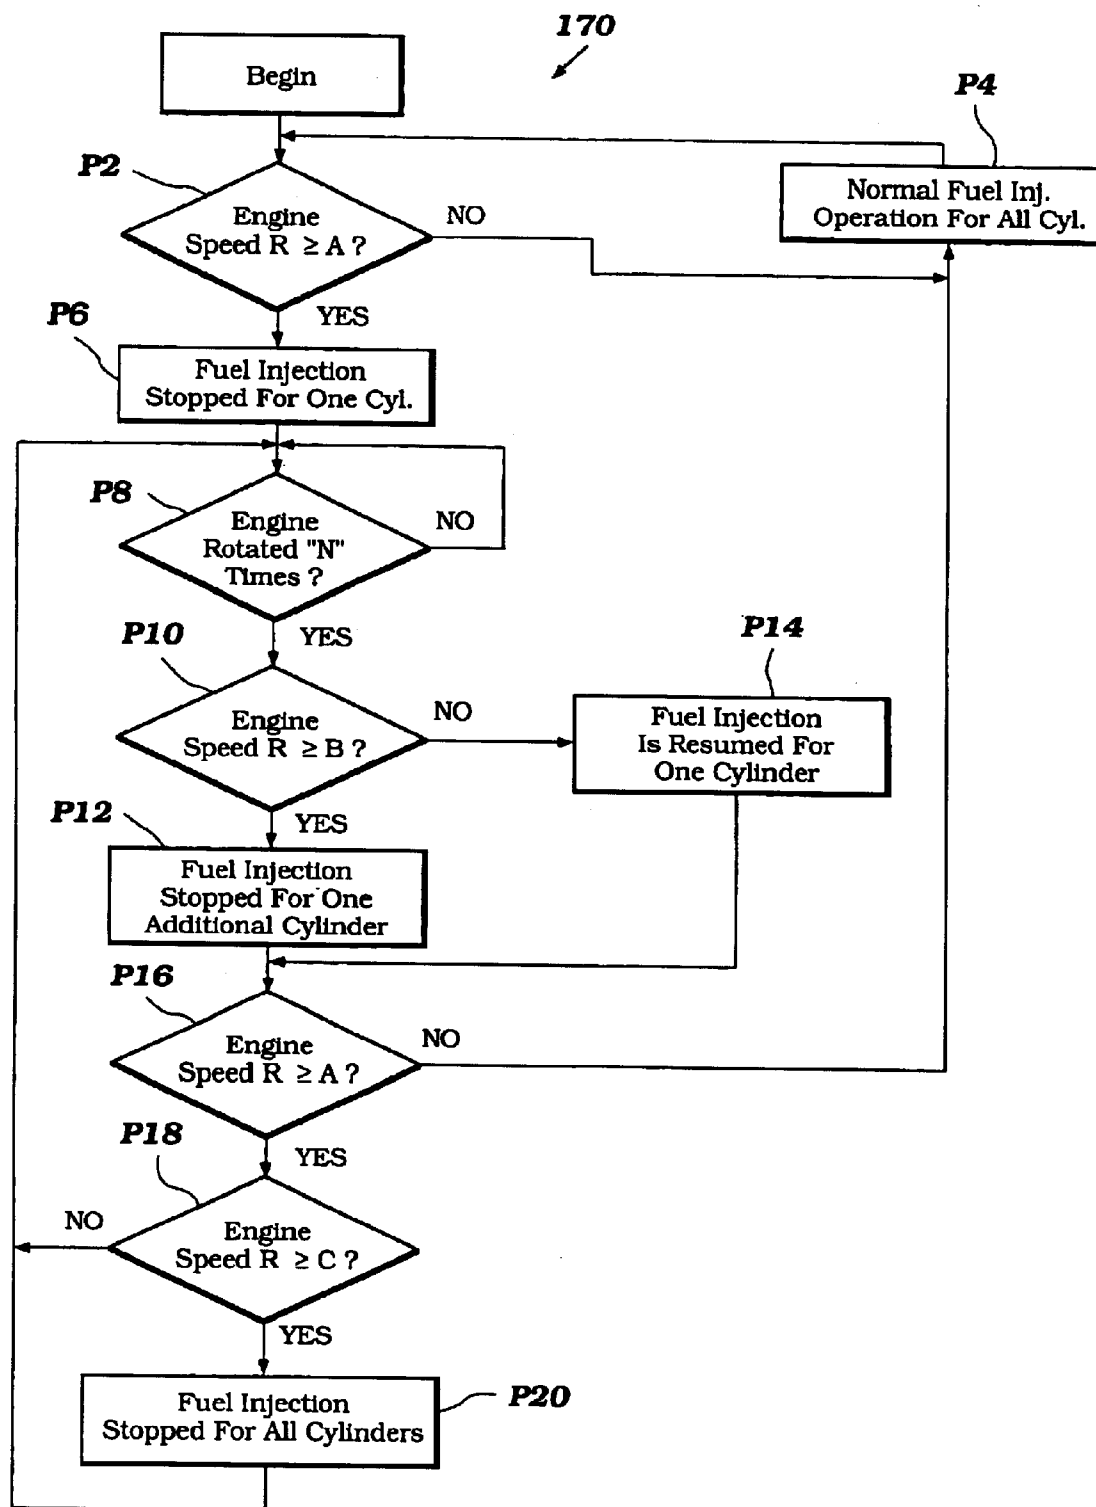 170
Begin
P4
P2
Normal Fuel Inj.
Operation For All Cyl.
Engine
Speed R ≥ A ?
NO
YES
P6
Fuel Injection
Stopped For One Cyl.
P8
Engine
Rotated "N"
Times ?
NO
YES
P10
Engine
Speed R ≥ B ?
NO
P14
Fuel Injection
Is Resumed For
One Cylinder
YES
P12
Fuel Injection
Stopped For One
Additional Cylinder
P16
Engine
Speed R ≥ A ?
NO
YES
P18
Engine
Speed R ≥ C ?
NO
YES
Fuel Injection
Stopped For All Cylinders
P20